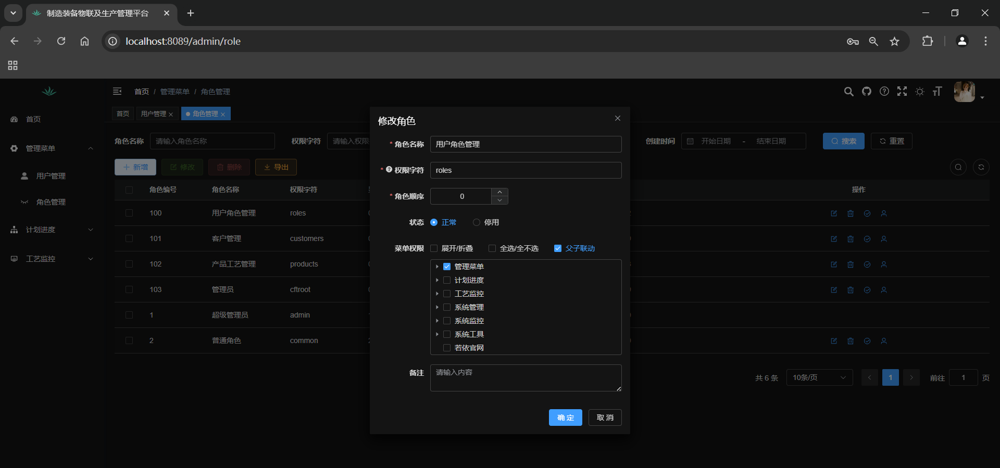 制造装备物联及生产管理平台
localhost:8089/admin/role
首页 / 管理菜单 / 角色管理
首页
用户管理
角色管理
首页
管理菜单
用户管理
角色管理
计划进度
工艺监控
角色名称 请输入角色名称
权限字符 请输入权限
创建时间 开始日期 - 结束日期
搜索
重置
新增
修改
删除
导出
角色编号 角色名称 权限字符 操作
100 用户角色管理 roles
101 客户管理 customers
102 产品工艺管理 products
103 管理员 cftroot
1 超级管理员 admin
2 普通角色 common
共 6 条 10条/页 1 前往 1 页
修改角色
* 角色名称 用户角色管理
* 权限字符 roles
* 角色顺序 0
状态 正常 停用
菜单权限 展开/折叠 全选/全不选 父子联动
管理菜单
计划进度
工艺监控
系统管理
系统监控
系统工具
若依官网
备注 请输入内容
确 定
取 消